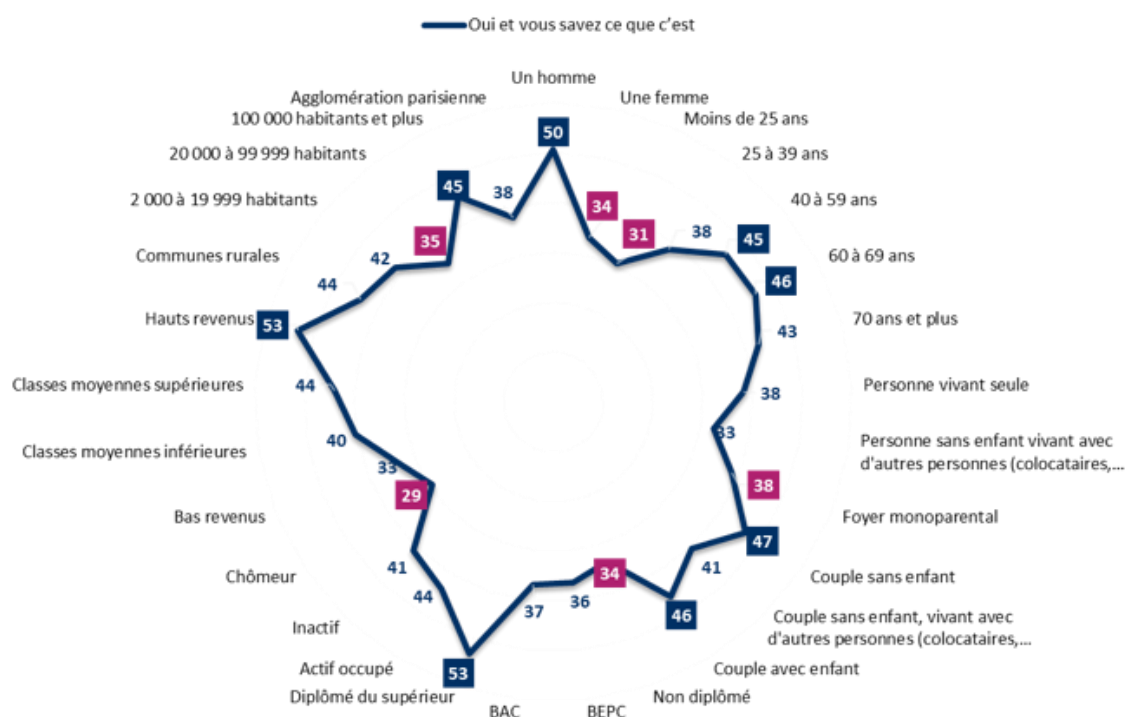 Oui et vous savez ce que c'est
Un homme
Une femme
Moins de 25 ans
25 à 39 ans
40 à 59 ans
60 à 69 ans
70 ans et plus
Personne vivant seule
Personne sans enfant vivant avec
d'autres personnes (colocataires,...
Foyer monoparental
Couple sans enfant
Couple sans enfant, vivant avec
d'autres personnes (colocataires,...
Couple avec enfant
Non diplômé
BEPC
BAC
Diplômé du supérieur
Actif occupé
Inactif
Chômeur
Bas revenus
Classes moyennes inférieures
Classes moyennes supérieures
Hauts revenus
Communes rurales
2 000 à 19 999 habitants
20 000 à 99 999 habitants
100 000 habitants et plus
Agglomération parisienne
50
34
31
38
45
46
43
38
33
38
47
41
46
34
36
37
53
44
41
29
33
40
44
53
44
42
35
45
38